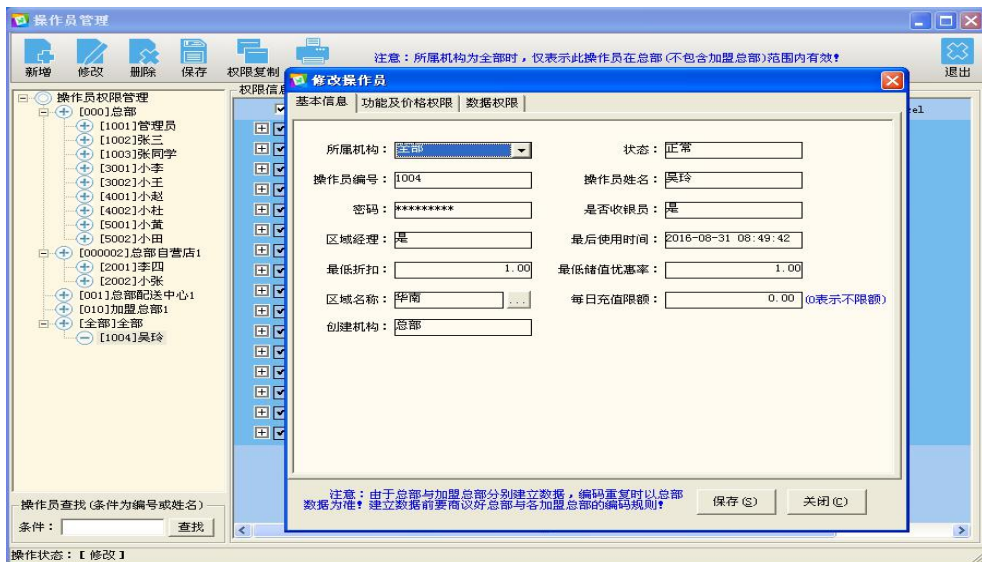 操作员管理
新增 修改 删除 保存 权限复制 注意：所属机构为全部时，仅表示此操作员在总部(不包含加盟总部)范围内有效! 退出
操作员权限管理
[000]总部
[1001]管理员
[1002]张三
[1003]张同学
[3001]小李
[3002]小王
[4001]小赵
[4002]小杜
[5001]小黄
[5002]小田
[000002]总部自营店1
[2001]李四
[2002]小张
[001]总部配送中心1
[010]加盟总部1
[全部]全部
[1004]吴玲
操作员查找(条件为编号或姓名)
条件： 查找
操作状态：【 修改 】
权限信息
修改操作员
基本信息 功能及价格权限 数据权限
所属机构： 全部 状态： 正常
操作员编号： 1004 操作员姓名： 吴玲
密码： ********* 是否收银员： 是
区域经理： 是 最后使用时间： 2016-08-31 08:49:42
最低折扣： 1.00 最低储值优惠率： 1.00
区域名称： 华南 ... 每日充值限额： 0.00 (0表示不限额)
创建机构： 总部
注意：由于总部与加盟总部分别建立数据，编码重复时以总部
数据为准! 建立数据前要商议好总部与各加盟总部的编码规则!
保存(S) 关闭(C)